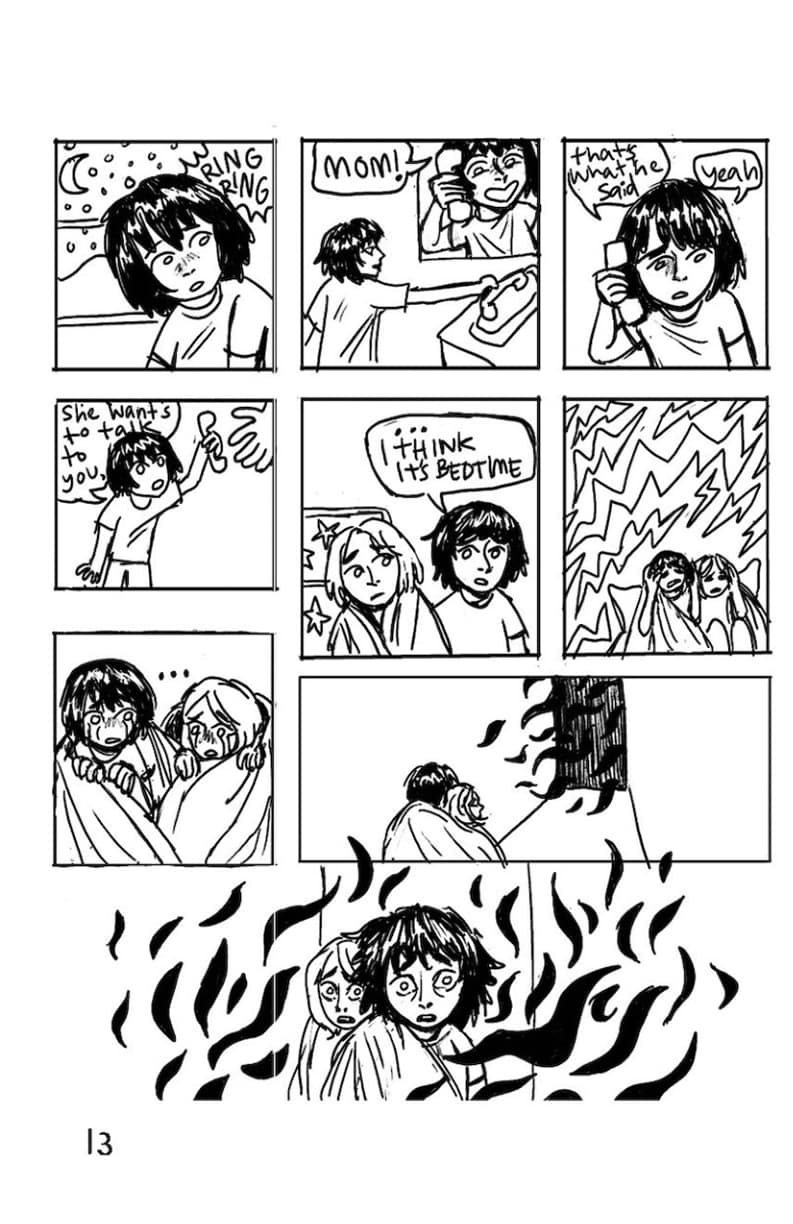 RING
RING
MOM!
that's
what he
said
yeah
She wants
to talk
to
you,
...
I THINK
IT'S BEDTIME
...
13